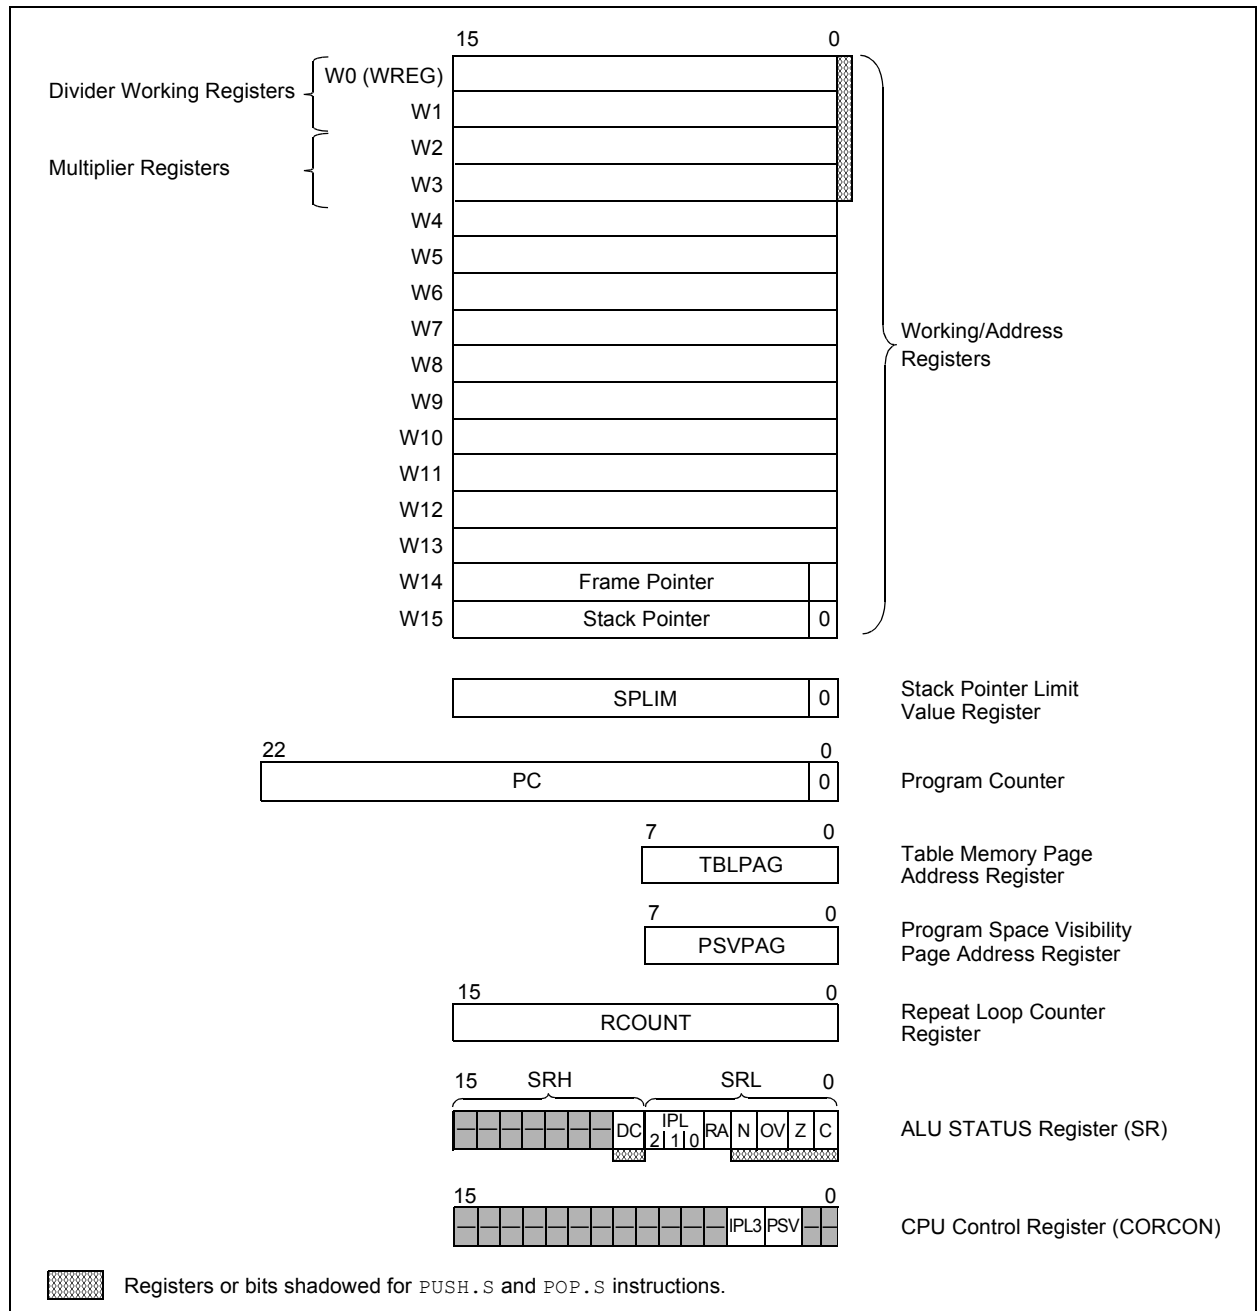 15 0
Divider Working Registers
W0 (WREG)
W1
Multiplier Registers
W2
W3
W4
W5
W6
W7
Working/Address
Registers
W8
W9
W10
W11
W12
W13
W14 Frame Pointer
W15 Stack Pointer 0
SPLIM 0
Stack Pointer Limit
Value Register
22 0
PC 0 Program Counter
7 0
TBLPAG
Table Memory Page
Address Register
7 0
PSVPAG
Program Space Visibility
Page Address Register
15 0
RCOUNT
Repeat Loop Counter
Register
15 SRH SRL 0
— — — — — — — DC IPL 2 1 0 RA N OV Z C ALU STATUS Register (SR)
15 0
— — — — — — — — — — — — IPL3 PSV — — CPU Control Register (CORCON)
Registers or bits shadowed for PUSH.S and POP.S instructions.